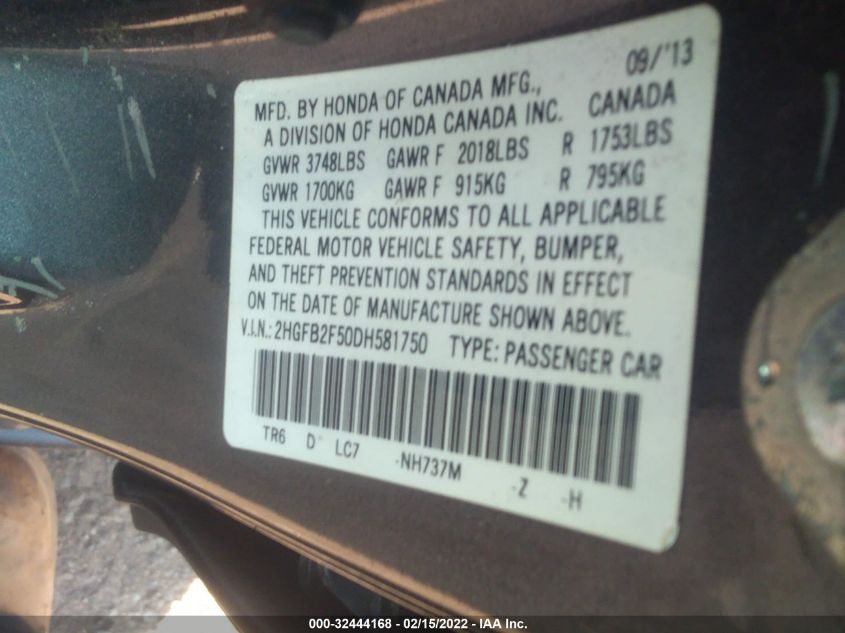 09/'13
MFD. BY HONDA OF CANADA MFG.,
A DIVISION OF HONDA CANADA INC. CANADA
GVWR 3748LBS GAWR F 2018LBS R 1753LBS
GVWR 1700KG GAWR F 915KG R 795KG
THIS VEHICLE CONFORMS TO ALL APPLICABLE
FEDERAL MOTOR VEHICLE SAFETY, BUMPER,
AND THEFT PREVENTION STANDARDS IN EFFECT
ON THE DATE OF MANUFACTURE SHOWN ABOVE.
V.I.N.: 2HGFB2F50DH581750 TYPE: PASSENGER CAR
TR6 D LC7 -NH737M -Z -H
000-32444168 - 02/15/2022 - IAA Inc.